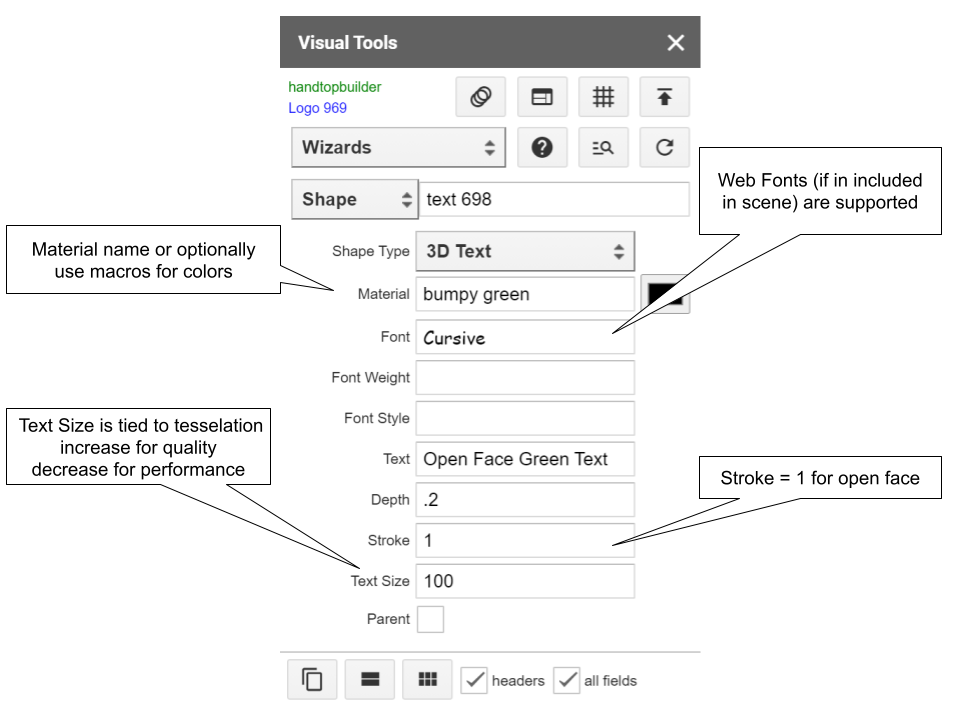 Visual Tools
handtopbuilder
Logo 969
Wizards
Shape text 698
Web Fonts (if in included
in scene) are supported
Shape Type 3D Text
Material name or optionally
use macros for colors
Material bumpy green
Font Cursive
Font Weight
Font Style
Text Size is tied to tesselation
increase for quality
decrease for performance
Text Open Face Green Text
Depth .2
Stroke = 1 for open face
Stroke 1
Text Size 100
Parent
headers all fields